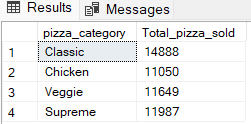 Results Messages
pizza_category Total_pizza_sold
1 Classic 14888
2 Chicken 11050
3 Veggie 11649
4 Supreme 11987